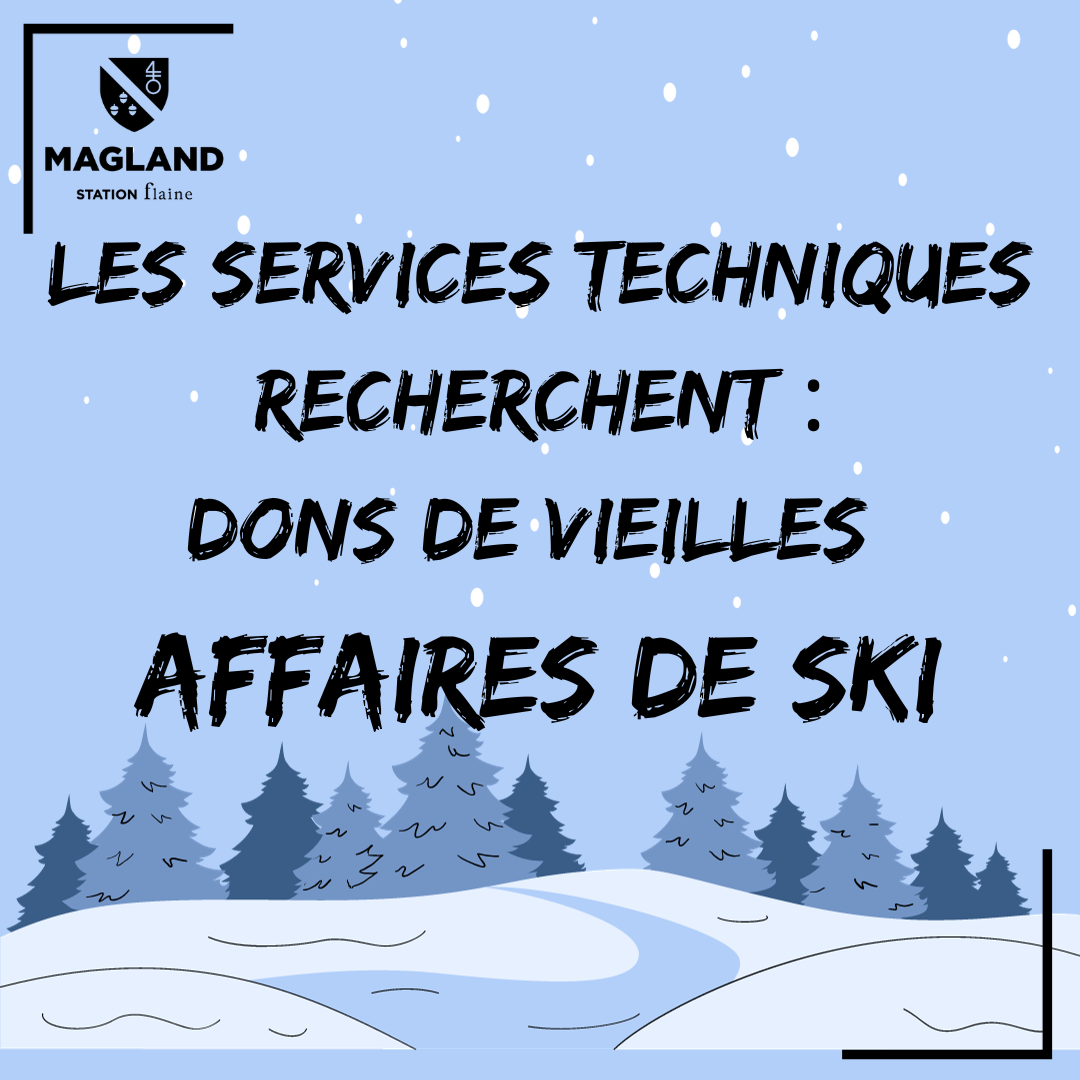 MAGLAND
STATION flaine
LES SERVICES TECHNIQUES
RECHERCHENT :
DONS DE VIEILLES
AFFAIRES DE SKI